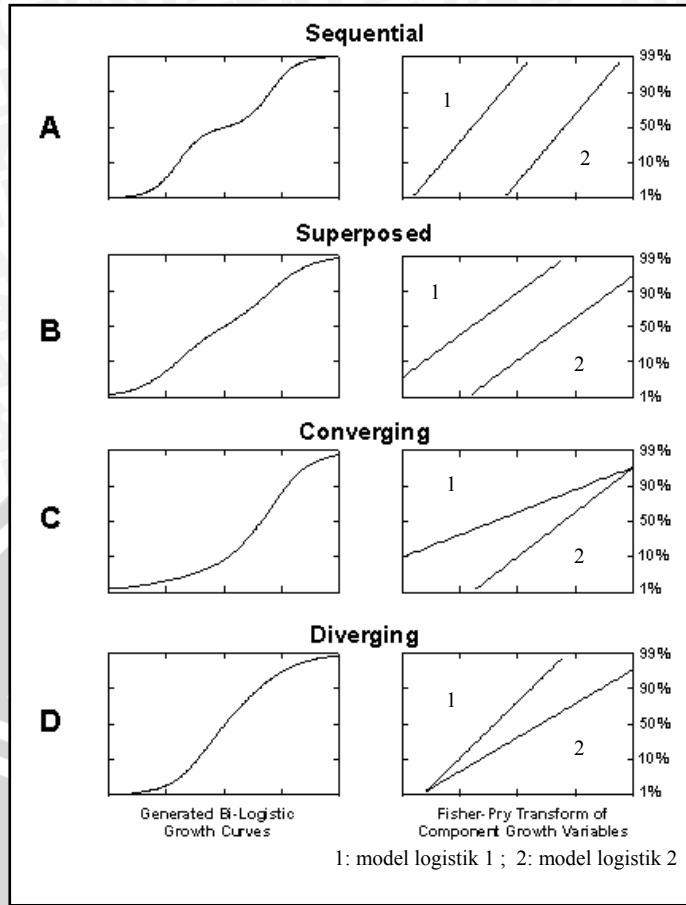 Sequential
A
1
2
99%
90%
50%
10%
1%
Superposed
B
1
2
99%
90%
50%
10%
1%
Converging
C
1
2
99%
90%
50%
10%
1%
Diverging
D
1
2
99%
90%
50%
10%
1%
Generated Bi-Logistic
Growth Curves
Fisher-Pry Transform of
Component Growth Variables
1: model logistik 1 ; 2: model logistik 2